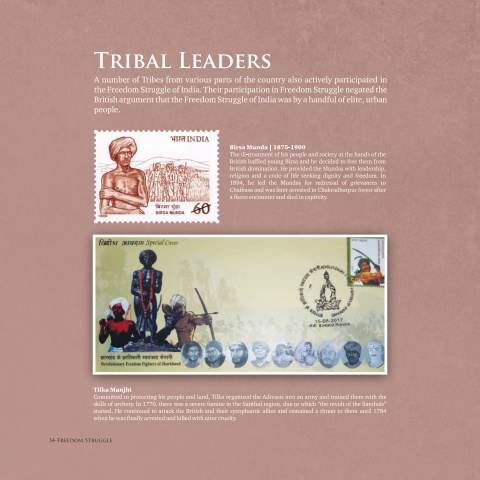 TRIBAL LEADERS
A number of Tribes from various parts of the country also actively participated in
the Freedom Struggle of India. Their participation in Freedom Struggle negated the
British argument that the Freedom Struggle of India was by a handful of elite, urban
people.
भारत INDIA
बिरसा मुंडा
BIRSA MUNDA
60
Birsa Munda | 1875-1900
The ill-treatment of his people and society at the hands of the
British baffled young Birsa and he decided to free them from
British domination. He provided the Mundas with leadership,
religion and a code of life seeking dignity and freedom. In
1894, he led the Mundas for redressal of grievances to
Chaibasa and was later arrested in Chakradharpur forest after
a fierce encounter and died in captivity.
विशेष आवरण Special Cover
15-08-2017
झारखण्ड के आदिवासी स्वतंत्रता सेनानी
Revolutionary Freedom Fighters of Jharkhand
Tilka Manjhi
Committed to protecting his people and land, Tilka organized the Adivasis into an army and trained them with the
skills of archery. In 1770, there was a severe famine in the Santhal region, due to which "the revolt of the Santhals"
started. He continued to attack the British and their sycophantic allies and remained a threat to them until 1784
when he was finally arrested and killed with utter cruelty.
34-FREEDOM STRUGGLE